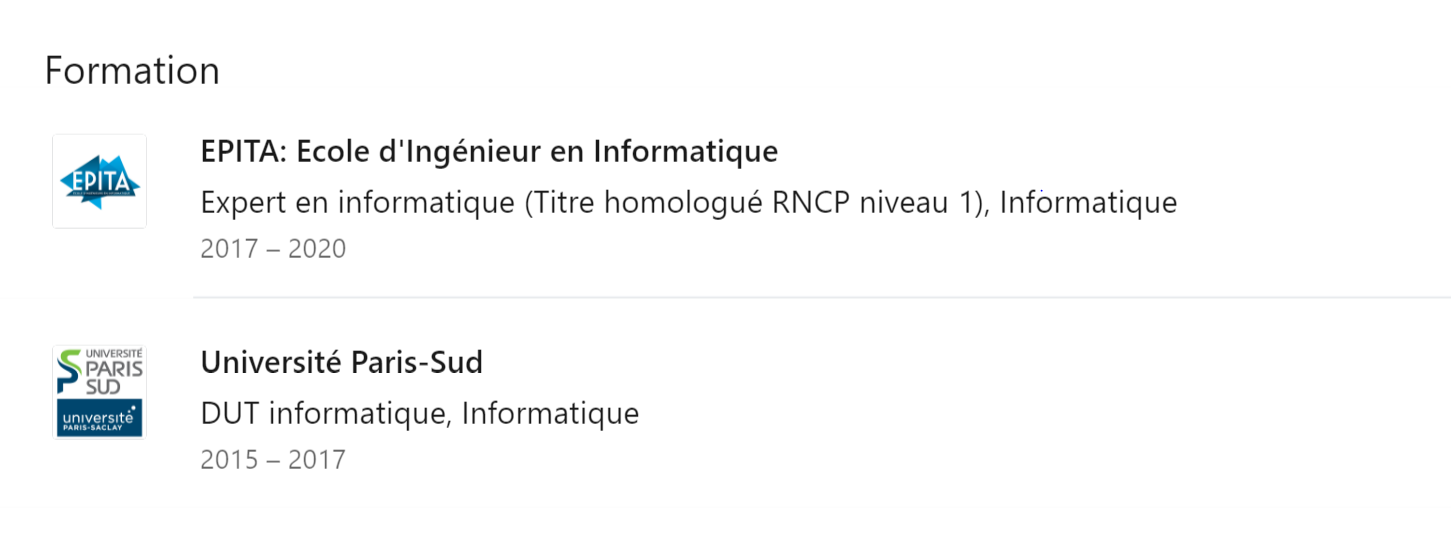 Formation
EPITA
EPITA: Ecole d'Ingénieur en Informatique
Expert en informatique (Titre homologué RNCP niveau 1), Informatique
2017 – 2020
UNIVERSITÉ
PARIS
SUD
université
PARIS-SACLAY
Université Paris-Sud
DUT informatique, Informatique
2015 – 2017